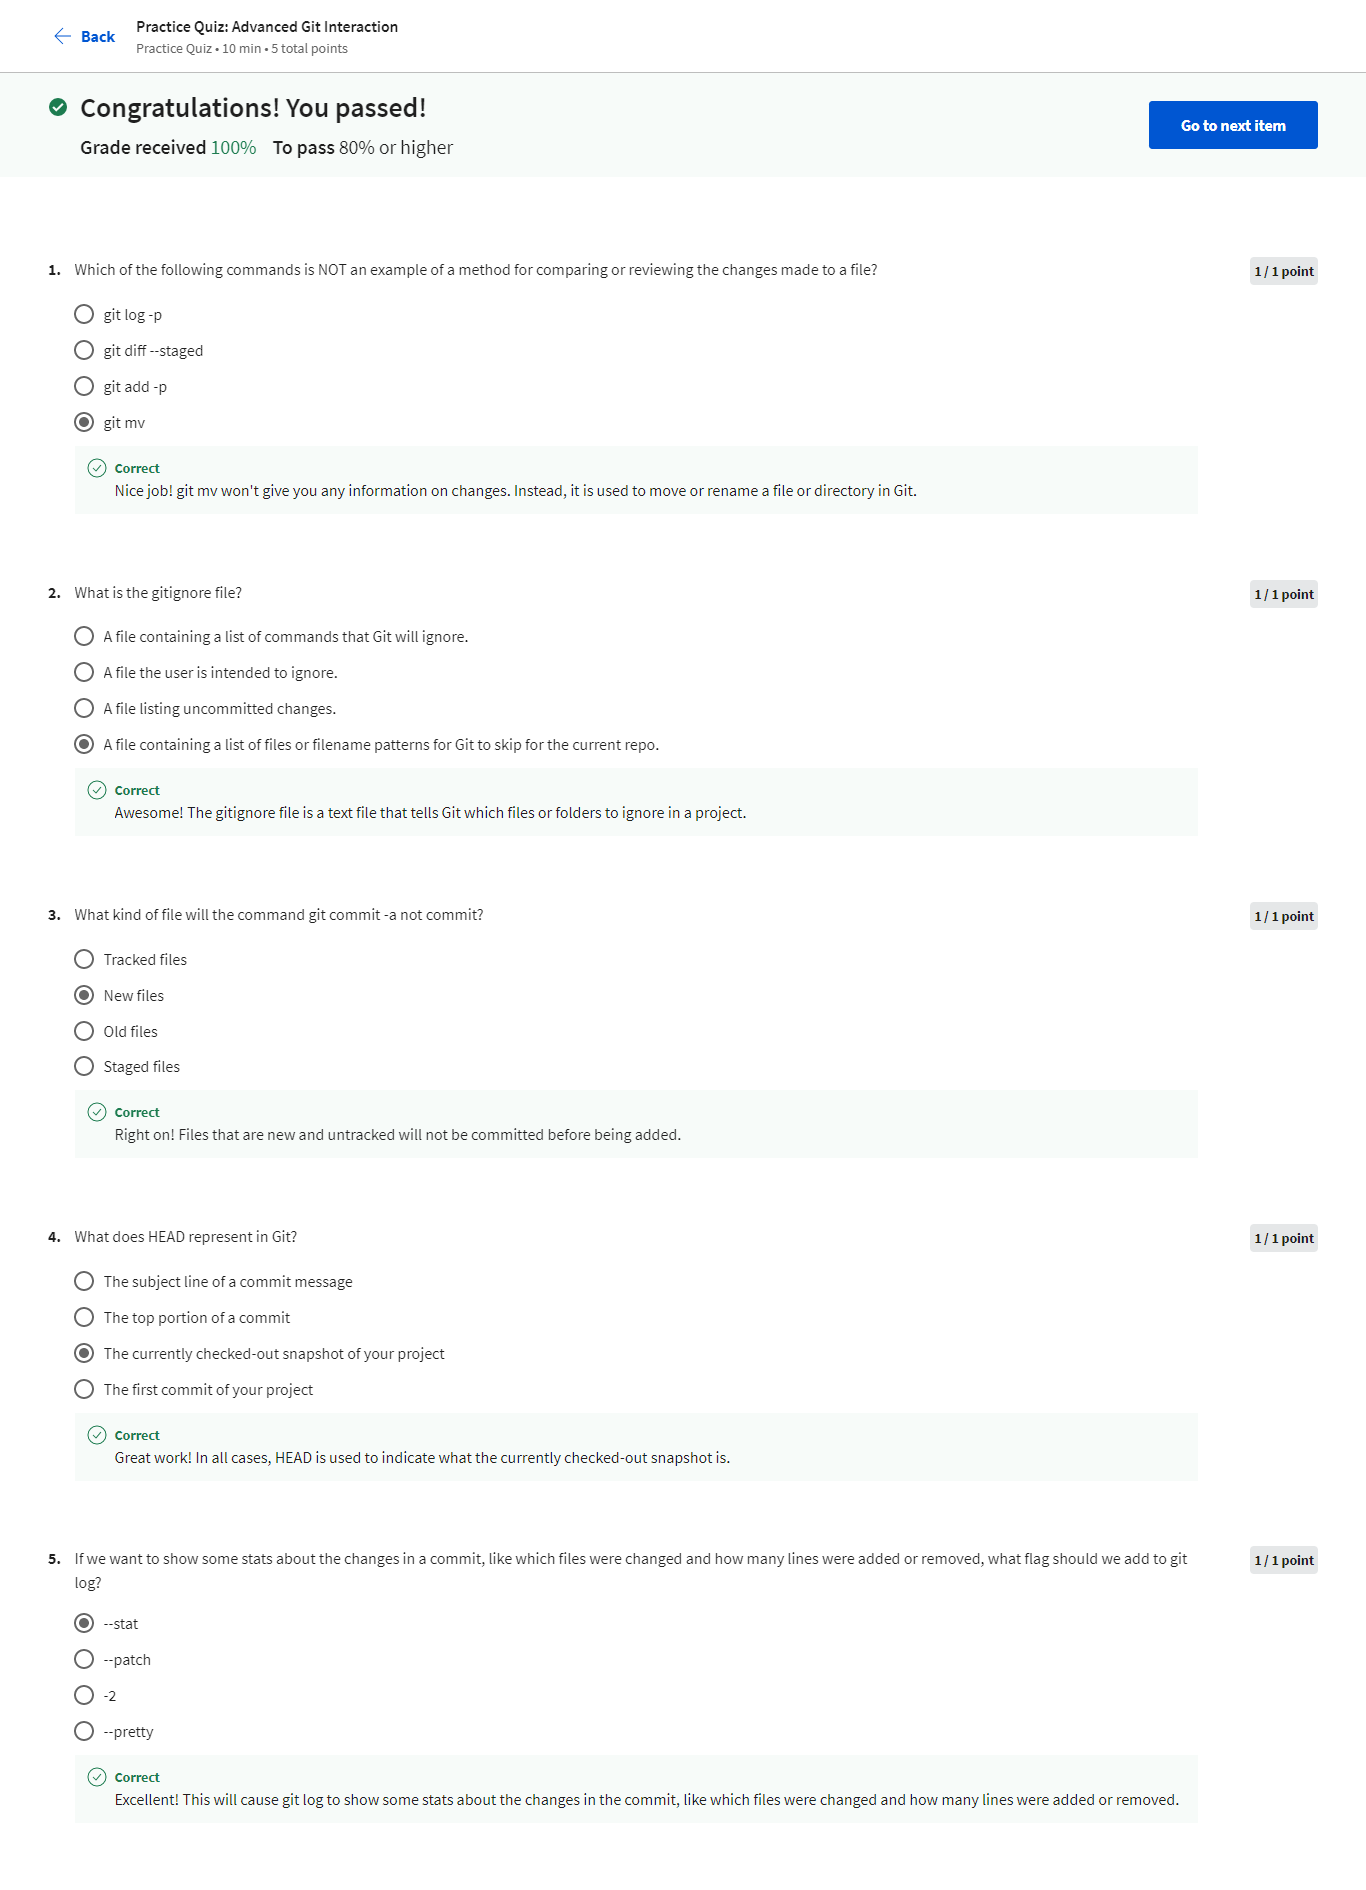 Back
Practice Quiz: Advanced Git Interaction
Practice Quiz • 10 min • 5 total points
Congratulations! You passed!
Grade received 100% To pass 80% or higher
Go to next item
1. Which of the following commands is NOT an example of a method for comparing or reviewing the changes made to a file?
1 / 1 point
git log -p
git diff --staged
git add -p
git mv
Correct
Nice job! git mv won't give you any information on changes. Instead, it is used to move or rename a file or directory in Git.
2. What is the gitignore file?
1 / 1 point
A file containing a list of commands that Git will ignore.
A file the user is intended to ignore.
A file listing uncommitted changes.
A file containing a list of files or filename patterns for Git to skip for the current repo.
Correct
Awesome! The gitignore file is a text file that tells Git which files or folders to ignore in a project.
3. What kind of file will the command git commit -a not commit?
1 / 1 point
Tracked files
New files
Old files
Staged files
Correct
Right on! Files that are new and untracked will not be committed before being added.
4. What does HEAD represent in Git?
1 / 1 point
The subject line of a commit message
The top portion of a commit
The currently checked-out snapshot of your project
The first commit of your project
Correct
Great work! In all cases, HEAD is used to indicate what the currently checked-out snapshot is.
5. If we want to show some stats about the changes in a commit, like which files were changed and how many lines were added or removed, what flag should we add to git
log?
1 / 1 point
--stat
--patch
-2
--pretty
Correct
Excellent! This will cause git log to show some stats about the changes in the commit, like which files were changed and how many lines were added or removed.